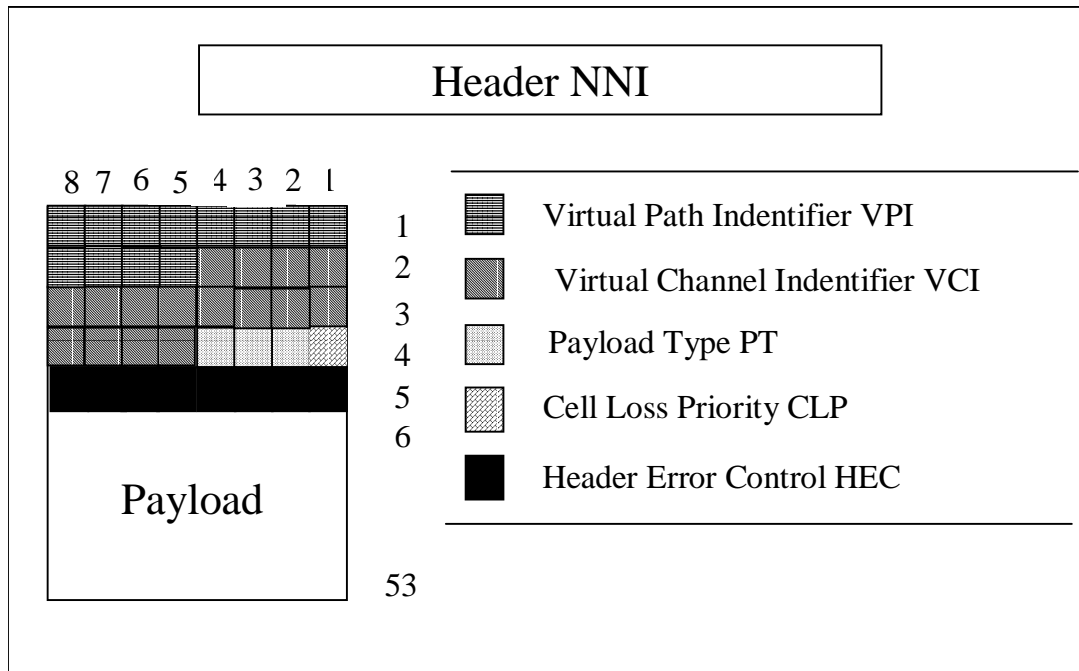 Header NNI
8 7 6 5 4 3 2 1
1
2
3
4
5
6
53
Payload
Virtual Path Indentifier VPI
Virtual Channel Indentifier VCI
Payload Type PT
Cell Loss Priority CLP
Header Error Control HEC